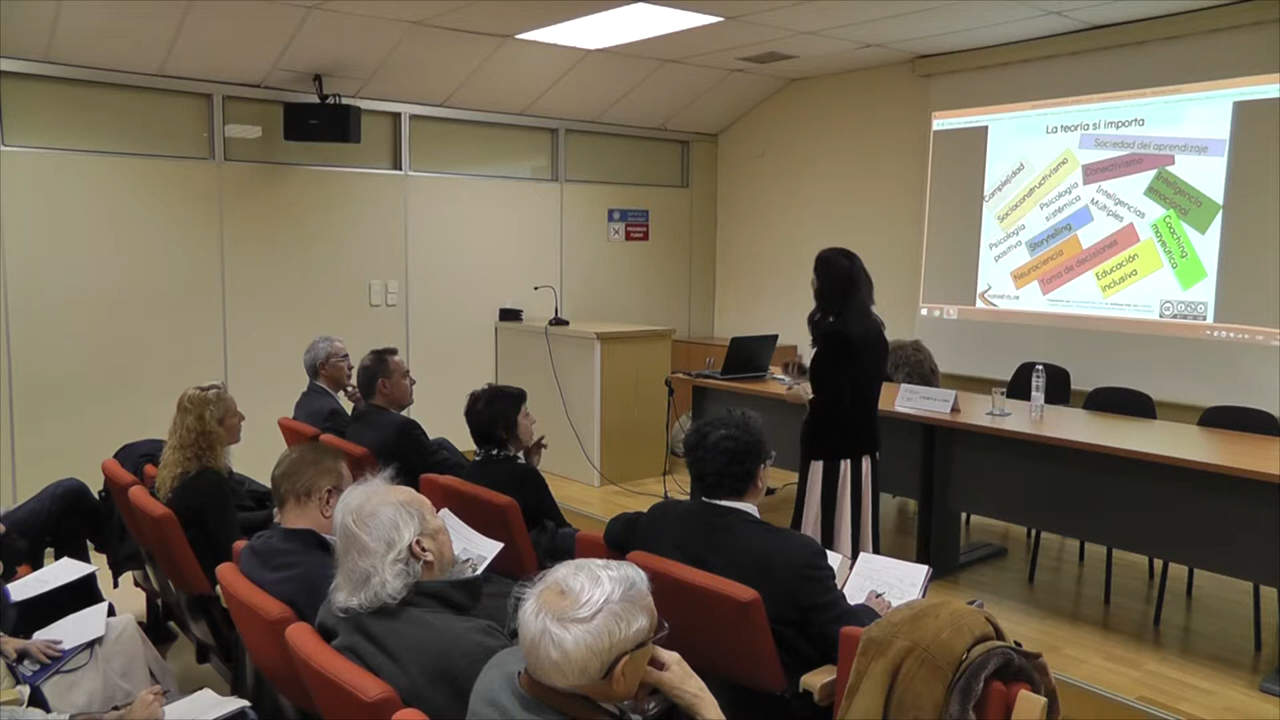 La teoría sí importa
Sociedad del aprendizaje
Conectivismo
Complejidad
Socioconstructivismo
Inteligencia
emocional
Psicología
sistémica
Inteligencias
Múltiples
Psicología
positiva
Storytelling
Coaching-
mayeútica
Neurociencia
Toma de decisiones
Educación
inclusiva